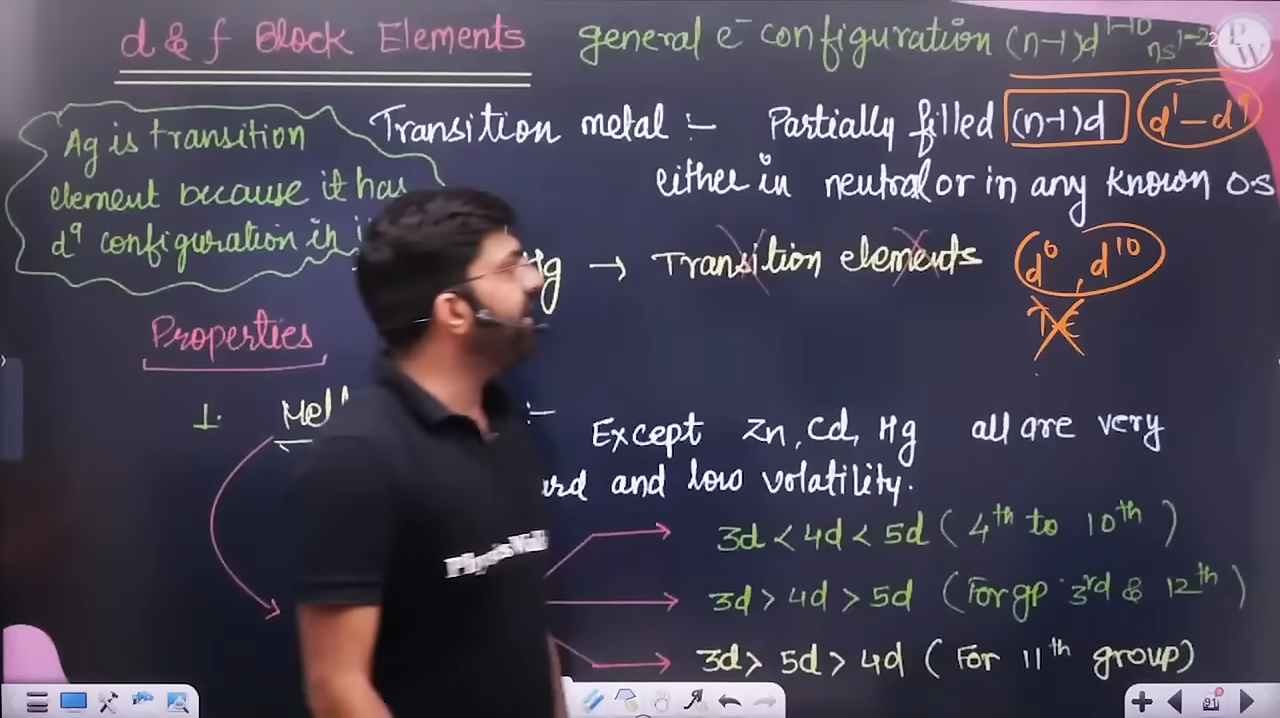 d & f Block Elements general e⁻ configuration (n-1)d¹⁻¹⁰ ns¹⁻²
PW
Ag is transition
element because it has
d⁹ configuration in
Transition metal :- Partially filled (n-1)d d¹-d⁹
either in neutral or in any known O.S
Hg → Transition elements d⁰, d¹⁰
T.E
Properties
1. :- Except Zn, Cd, Hg all are very
and low volatility.
3d < 4d < 5d (4th to 10th)
3d > 4d > 5d (For gp 3rd & 12th)
3d > 5d > 4d (For 11th group)
91